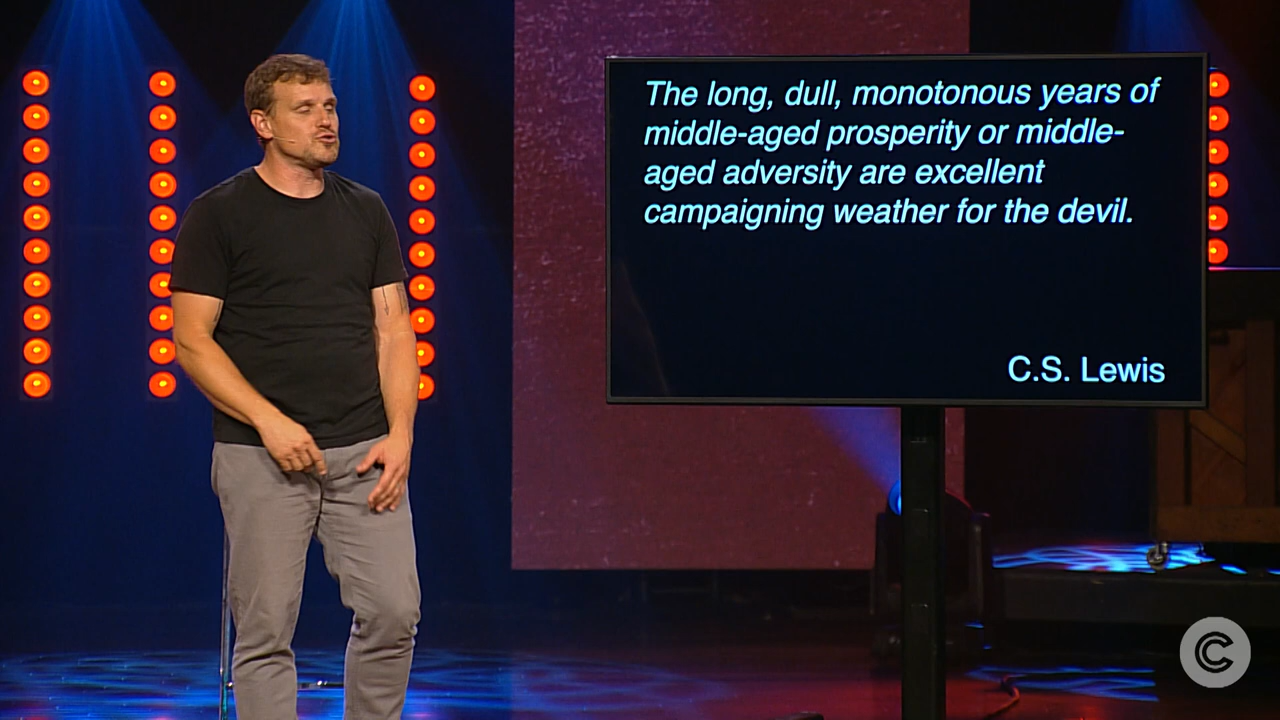 The long, dull, monotonous years of
middle-aged prosperity or middle-
aged adversity are excellent
campaigning weather for the devil.
C.S. Lewis